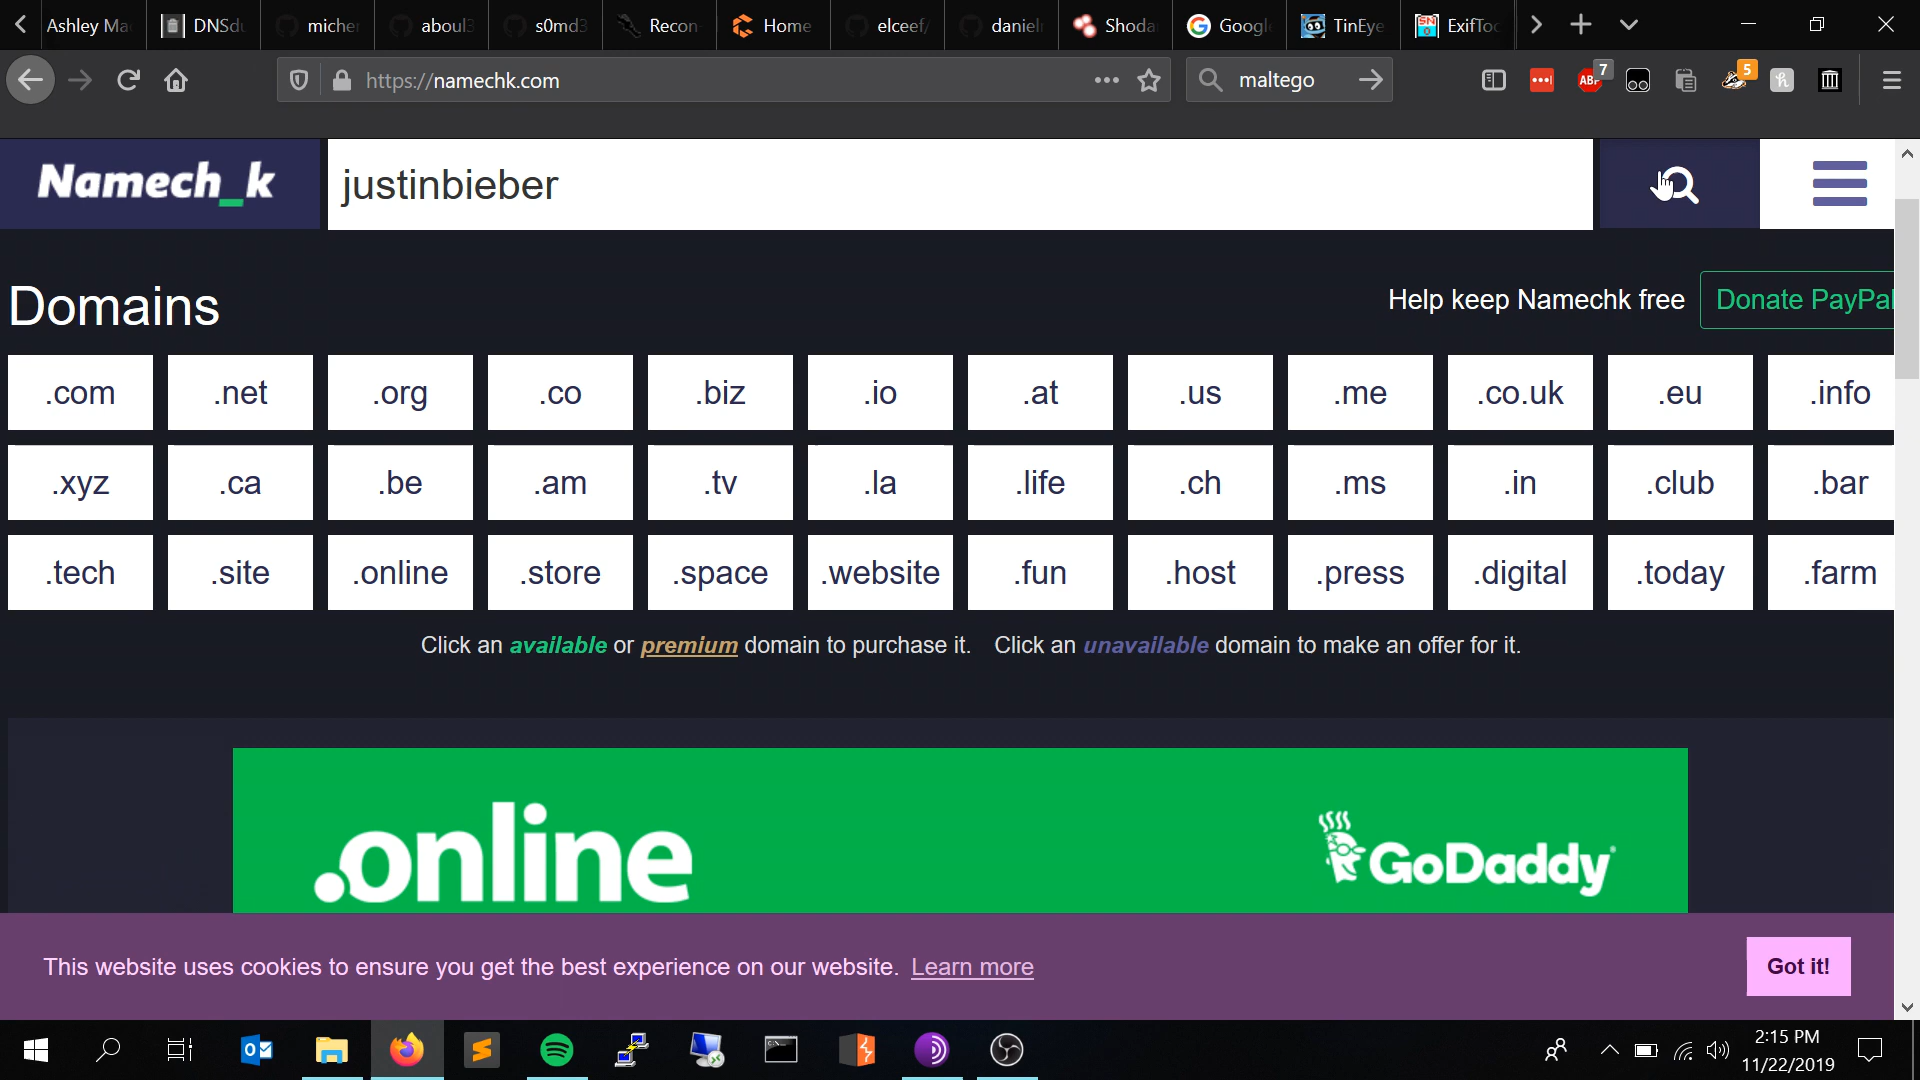 Ashley Ma
DNSdu
michen
aboul3
s0md3
Recon-
Home
elceef/
danielm
Shoda
Google
TinEye
ExifToo
https://namechk.com
maltego
7
5
Namech_k
justinbieber
Domains
Help keep Namechk free
Donate PayPal
.com
.net
.org
.co
.biz
.io
.at
.us
.me
.co.uk
.eu
.info
.xyz
.ca
.be
.am
.tv
.la
.life
.ch
.ms
.in
.club
.bar
.tech
.site
.online
.store
.space
.website
.fun
.host
.press
.digital
.today
.farm
Click an available or premium domain to purchase it. Click an unavailable domain to make an offer for it.
.online
GoDaddy
This website uses cookies to ensure you get the best experience on our website. Learn more
Got it!
2:15 PM
11/22/2019